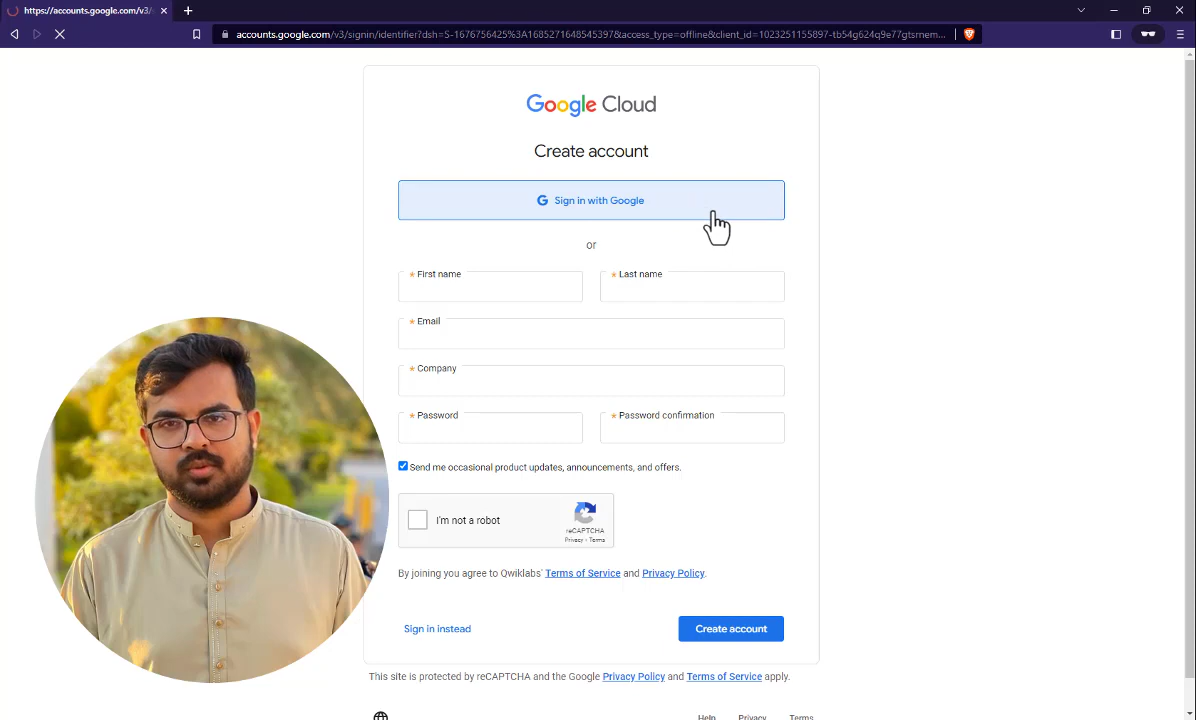 https://accounts.google.com/v3/
accounts.google.com/v3/signin/identifier?dsh=S-1676756425%3A1685271648545397&access_type=offline&client_id=1023251155897-tb54g624q9e77gtsrnem...
Google Cloud
Create account
G Sign in with Google
or
* First name
* Last name
* Email
* Company
* Password
* Password confirmation
Send me occasional product updates, announcements, and offers.
I'm not a robot
reCAPTCHA
Privacy - Terms
By joining you agree to Qwiklabs' Terms of Service and Privacy Policy.
Sign in instead
Create account
This site is protected by reCAPTCHA and the Google Privacy Policy and Terms of Service apply.
Help
Privacy
Terms